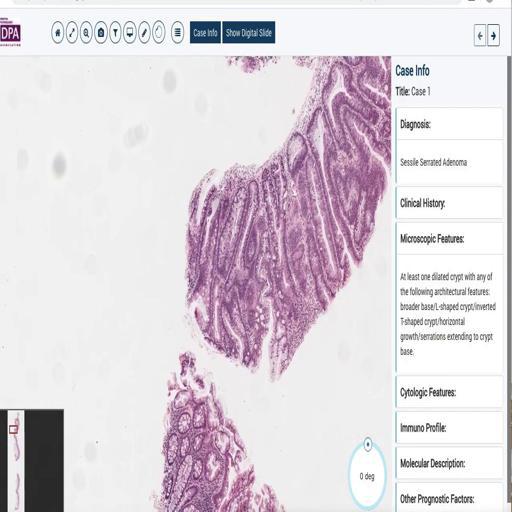 DPA
Case Info
Show Digital Slide
Case Info
Title: Case 1
Diagnosis:
Sessile Serrated Adenoma
Clinical History:
Microscopic Features:
At least one dilated crypt with any of
the following architectural features:
broader base/L-shaped crypt/inverted
T-shaped crypt/horizontal
growth/serrations extending to crypt
base.
Cytologic Features:
Immuno Profile:
Molecular Description:
Other Prognostic Factors:
0 deg